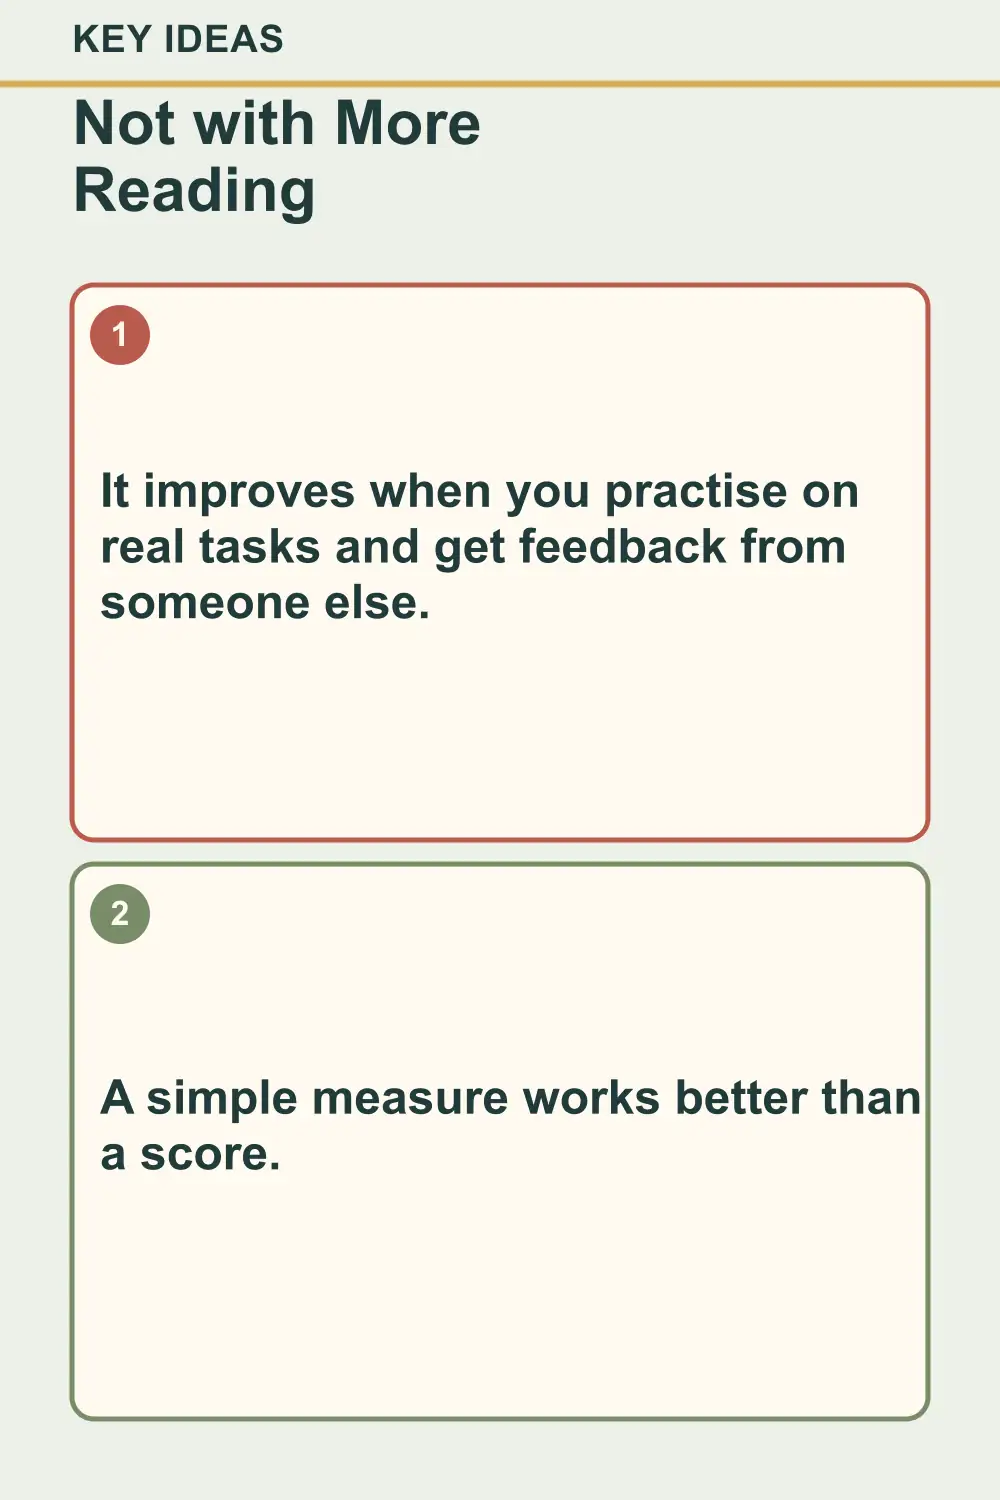 KEY IDEAS
Not with More
Reading
1
It improves when you practise on
real tasks and get feedback from
someone else.
2
A simple measure works better than
a score.